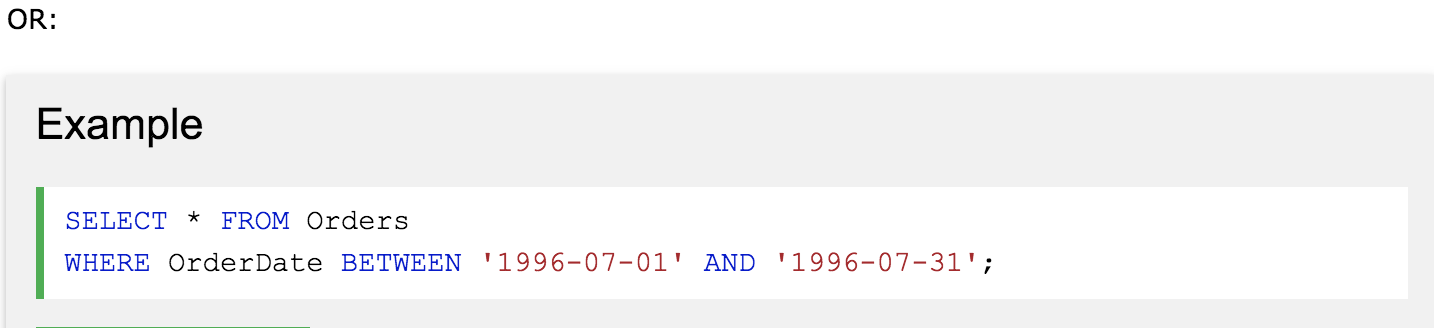 OR:
Example
SELECT * FROM Orders
WHERE OrderDate BETWEEN '1996-07-01' AND '1996-07-31';